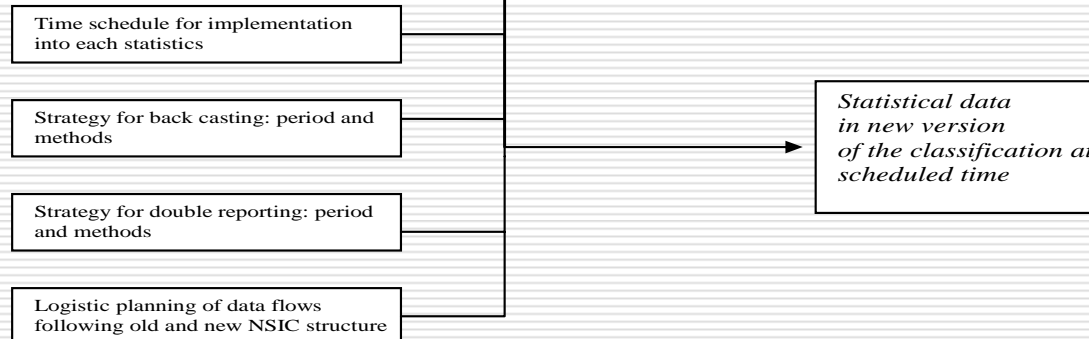 Time schedule for implementation
into each statistics
Strategy for back casting: period and
methods
Strategy for double reporting: period
and methods
Logistic planning of data flows
following old and new NSIC structure
Statistical data
in new version
of the classification
scheduled time